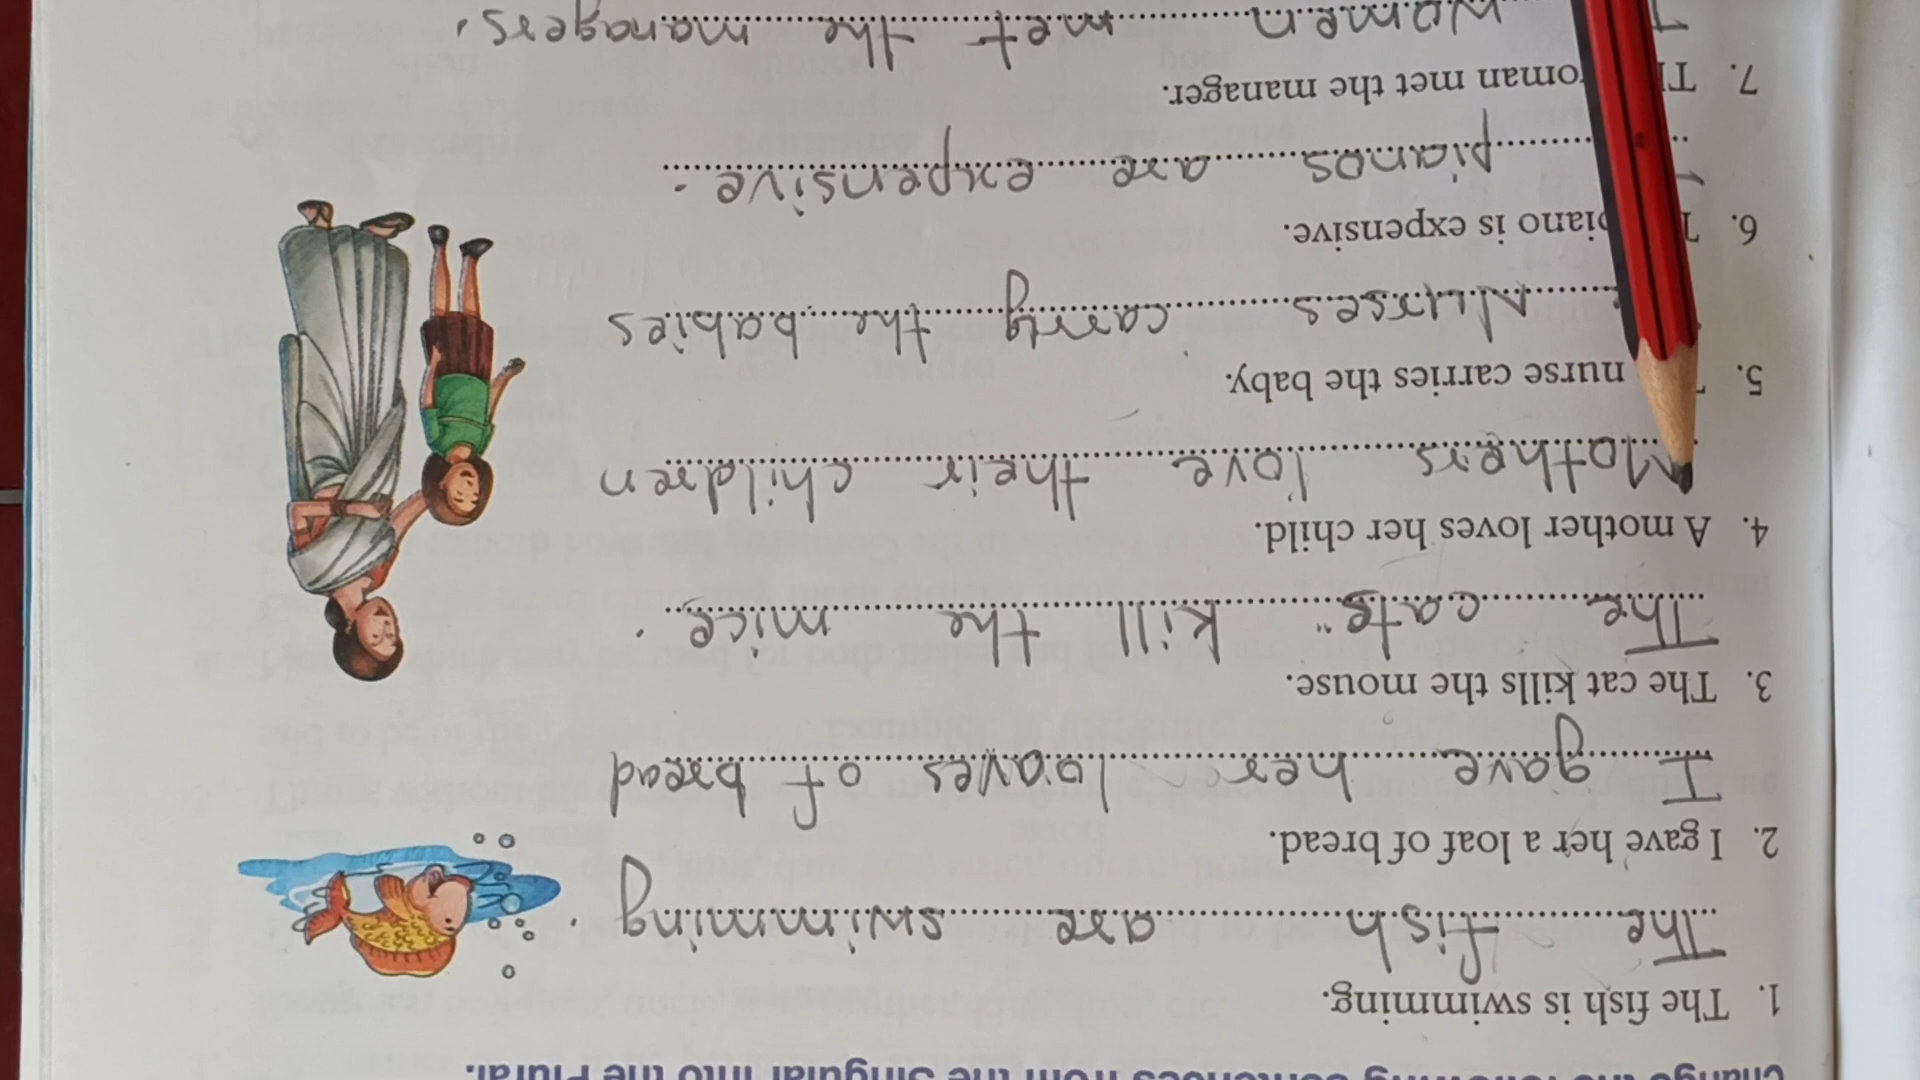 Change the following sentences from the Singular into the Plural.
1. The fish is swimming.
The fish are swimming.
2. I gave her a loaf of bread.
I gave her loaves of bread
3. The cat kills the mouse.
The cats kill the mice.
4. A mother loves her child.
Mothers love their children
5. nurse carries the baby.
Nurses carry the babies
6. piano is expensive.
pianos are expensive.
7. met the manager.
women met the managers.